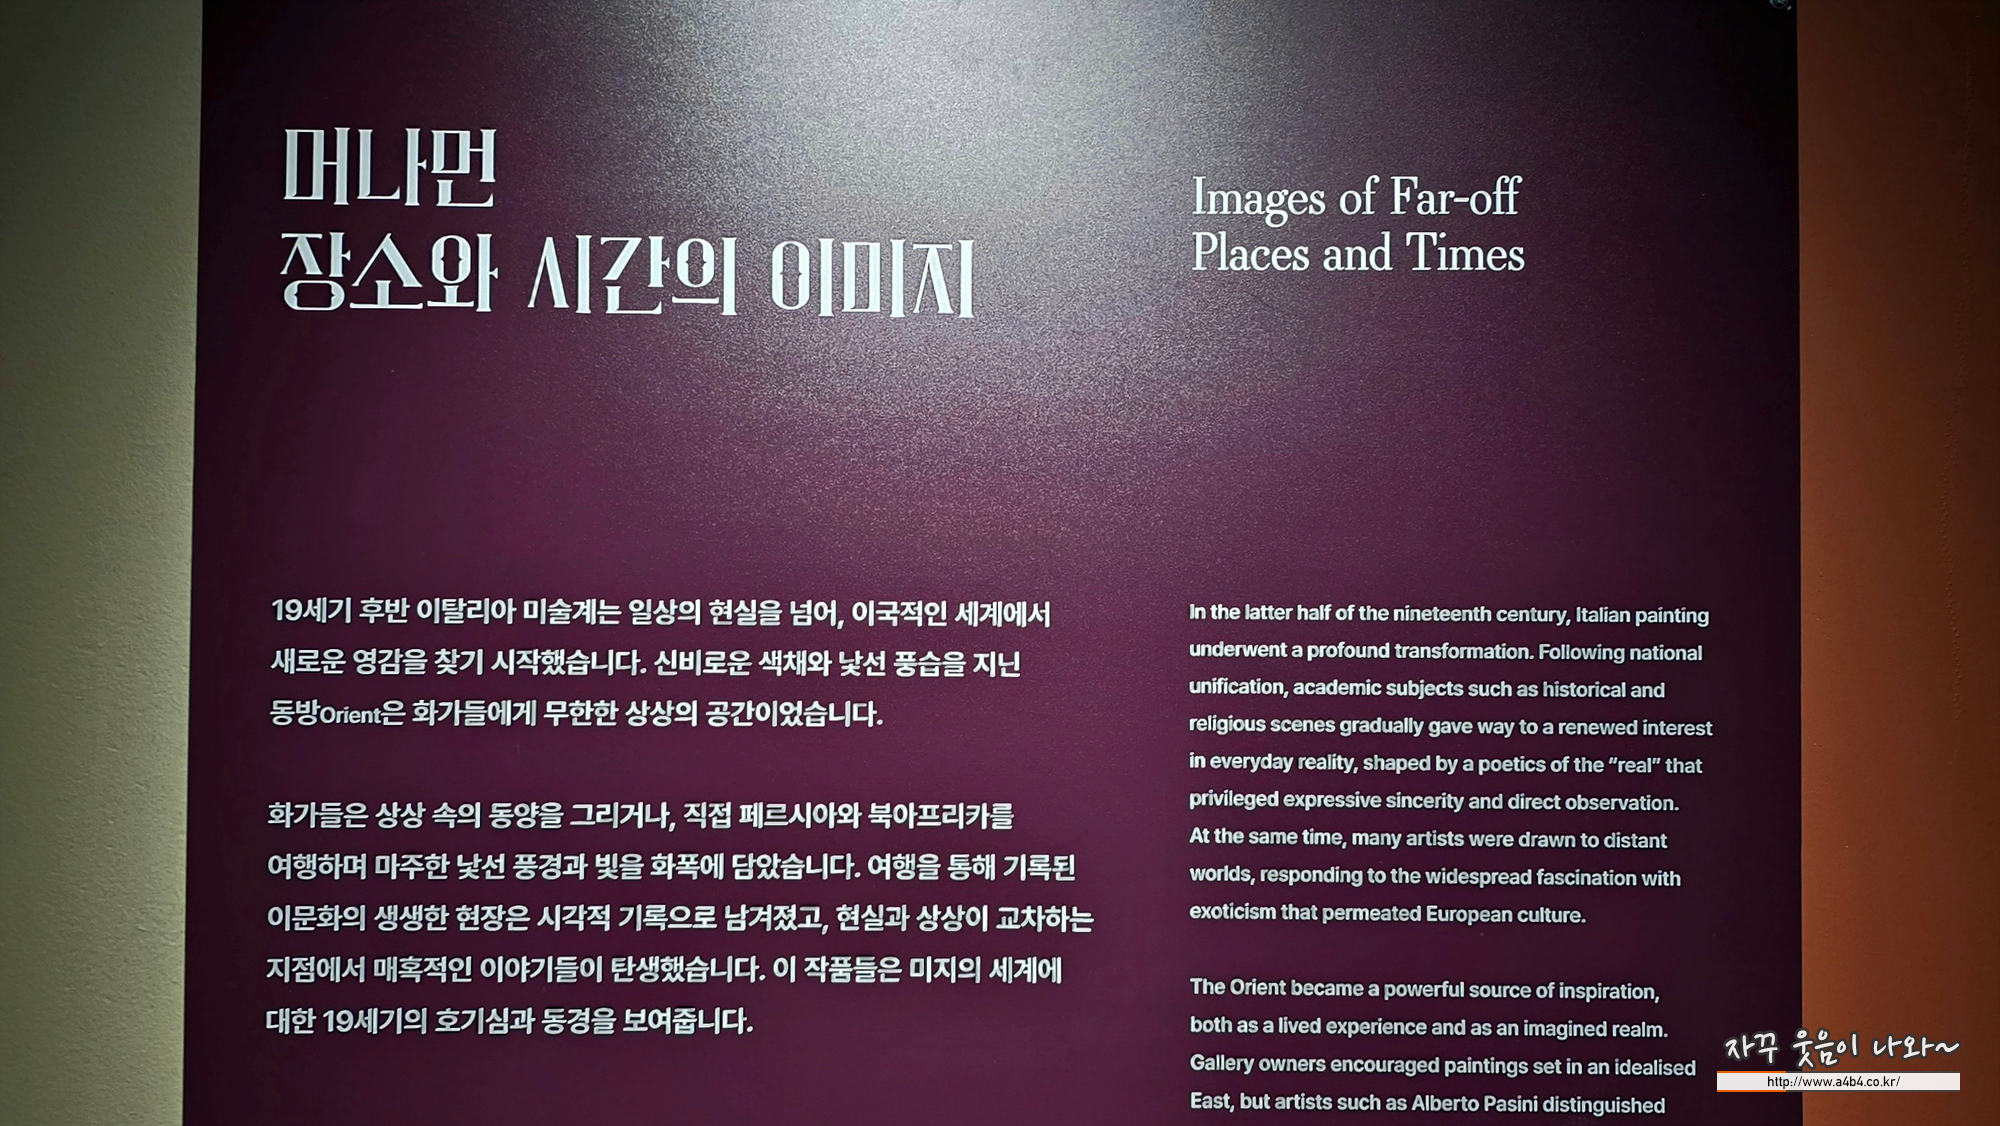 머나먼
장소와 시간의 이미지
Images of Far-off
Places and Times
19세기 후반 이탈리아 미술계는 일상의 현실을 넘어, 이국적인 세계에서
새로운 영감을 찾기 시작했습니다. 신비로운 색채와 낯선 풍습을 지닌
동방Orient은 화가들에게 무한한 상상의 공간이었습니다.
화가들은 상상 속의 동양을 그리거나, 직접 페르시아와 북아프리카를
여행하며 마주한 낯선 풍경과 빛을 화폭에 담았습니다. 여행을 통해 기록된
이문화의 생생한 현장은 시각적 기록으로 남겨졌고, 현실과 상상이 교차하는
지점에서 매혹적인 이야기들이 탄생했습니다. 이 작품들은 미지의 세계에
대한 19세기의 호기심과 동경을 보여줍니다.
In the latter half of the nineteenth century, Italian painting
underwent a profound transformation. Following national
unification, academic subjects such as historical and
religious scenes gradually gave way to a renewed interest
in everyday reality, shaped by a poetics of the “real” that
privileged expressive sincerity and direct observation.
At the same time, many artists were drawn to distant
worlds, responding to the widespread fascination with
exoticism that permeated European culture.
The Orient became a powerful source of inspiration,
both as a lived experience and as an imagined realm.
Gallery owners encouraged paintings set in an idealised
East, but artists such as Alberto Pasini distinguished
자꾸 웃음이 나와~
http://www.a4b4.co.kr/